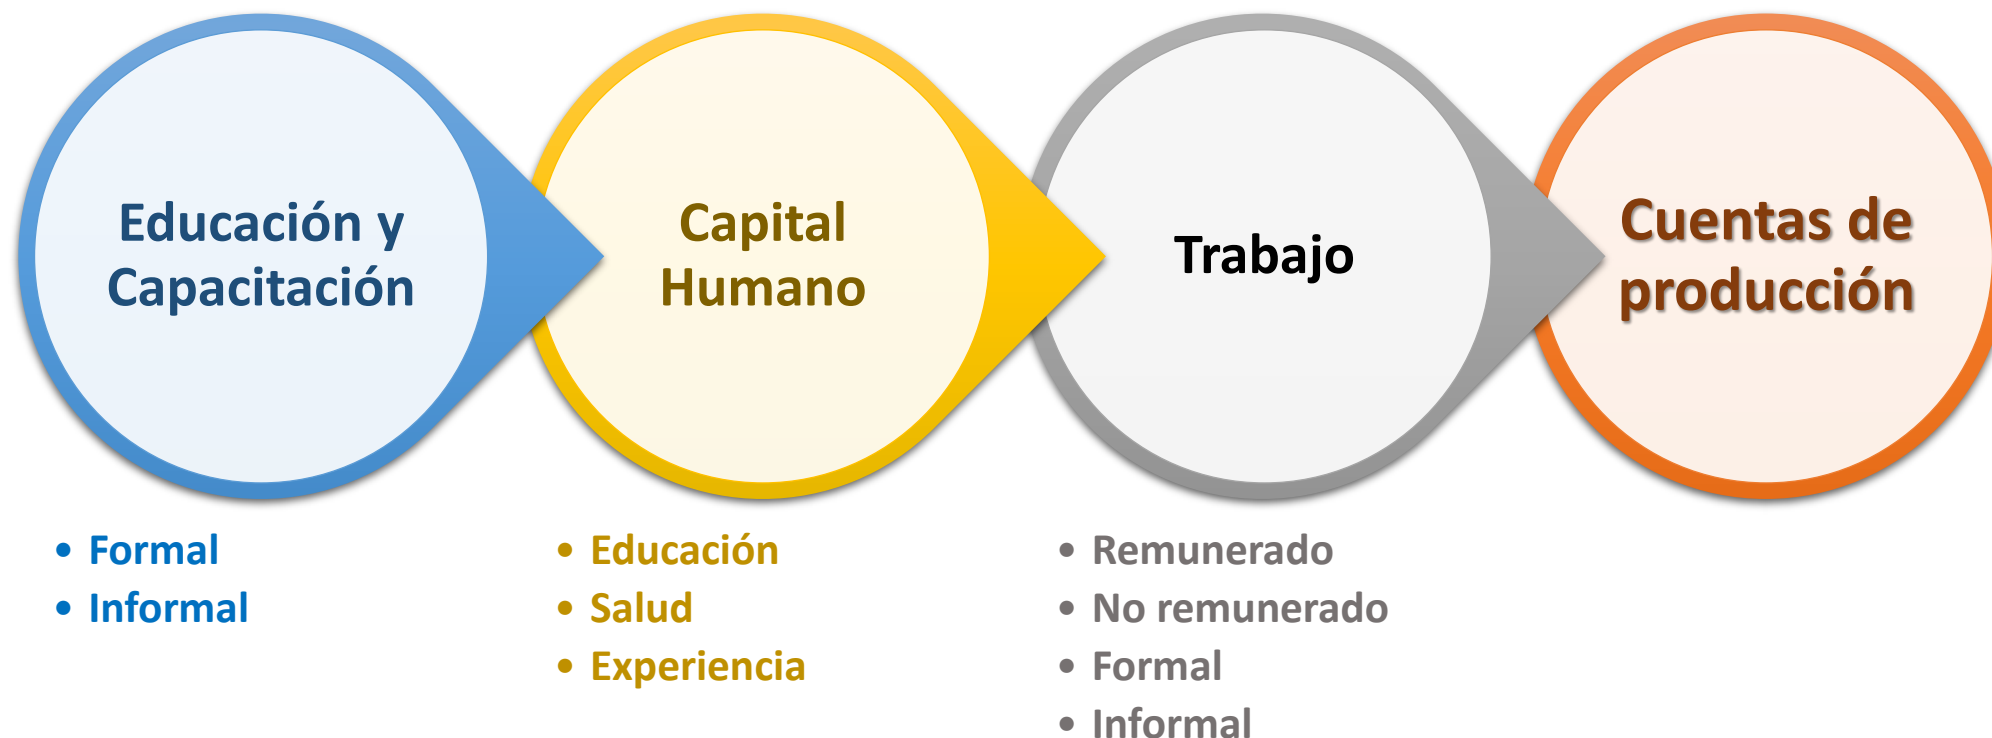 Educación y
Capacitación
Capital
Humano
Trabajo
Cuentas de
producción
• Formal
• Informal
• Educación
• Salud
• Experiencia
• Remunerado
• No remunerado
• Formal
• Informal